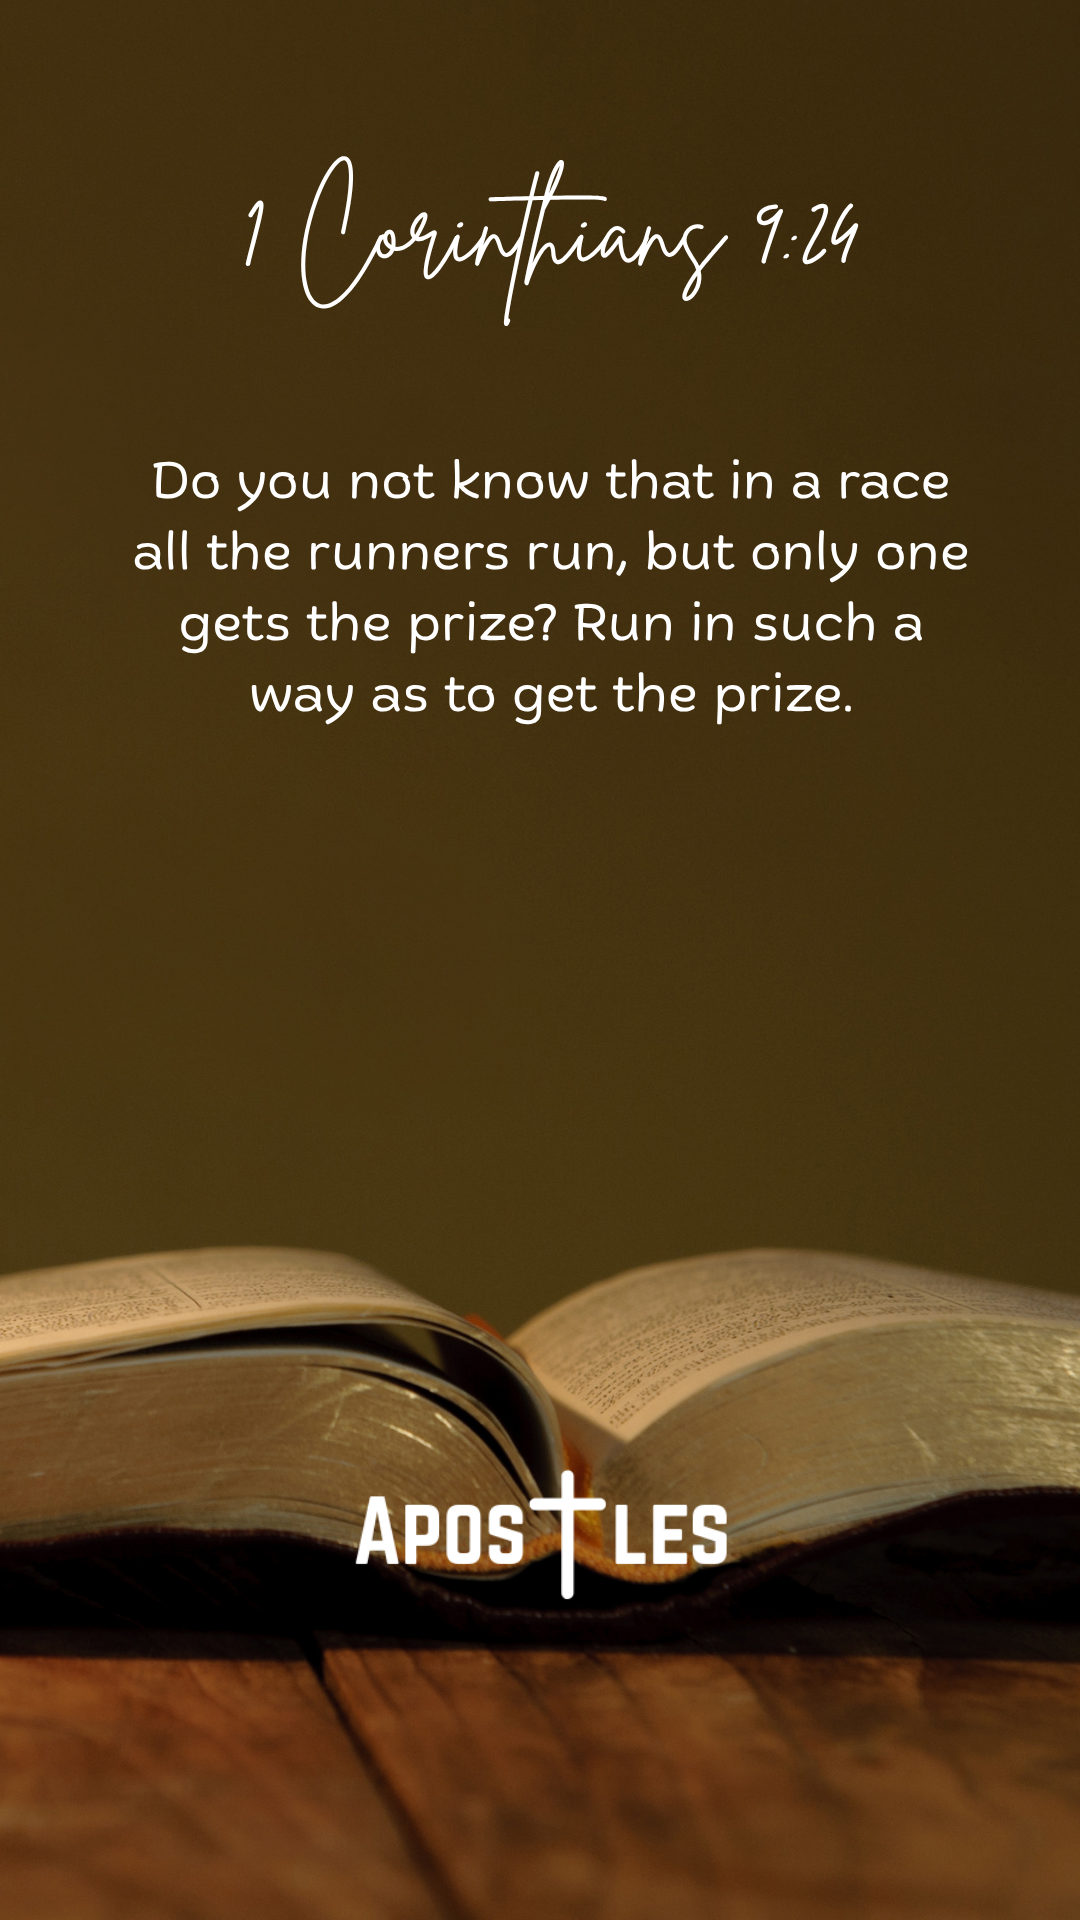 1 Corinthians 9:24
Do you not know that in a race
all the runners run, but only one
gets the prize? Run in such a
way as to get the prize.
APOSTLES